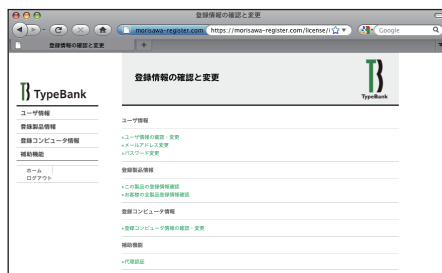 登録情報の確認と変更
morisawa-register.com
https://morisawa-register.com/license/i
Google
登録情報の確認と変更
TypeBank
ユーザ情報
登録製品情報
登録コンピュータ情報
補助機能
ホーム
ログアウト
登録情報の確認と変更
TypeBank
ユーザ情報
ユーザ情報の確認・変更
メールアドレス変更
パスワード変更
登録製品情報
この製品の登録情報確認
お客様の全製品登録情報確認
登録コンピュータ情報
登録コンピュータ情報の確認・変更
補助機能
代理認証